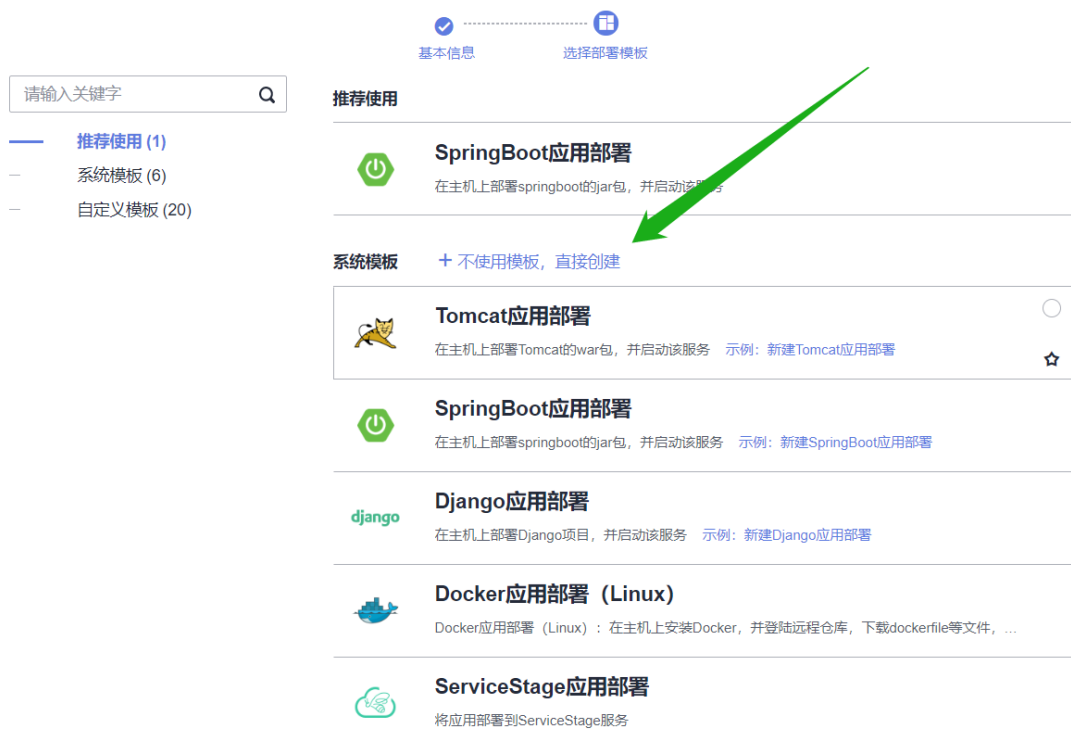 基本信息
选择部署模板
请输入关键字
推荐使用 (1)
系统模板 (6)
自定义模板 (20)
推荐使用
SpringBoot应用部署
在主机上部署springboot的jar包，并启动该服务
系统模板 + 不使用模板，直接创建
Tomcat应用部署
在主机上部署Tomcat的war包，并启动该服务 示例：新建Tomcat应用部署
SpringBoot应用部署
在主机上部署springboot的jar包，并启动该服务 示例：新建SpringBoot应用部署
django
Django应用部署
在主机上部署Django项目，并启动该服务 示例：新建Django应用部署
Docker应用部署（Linux）
Docker应用部署（Linux）：在主机上安装Docker，并登陆远程仓库，下载dockerfile等文件，...
ServiceStage应用部署
将应用部署到ServiceStage服务